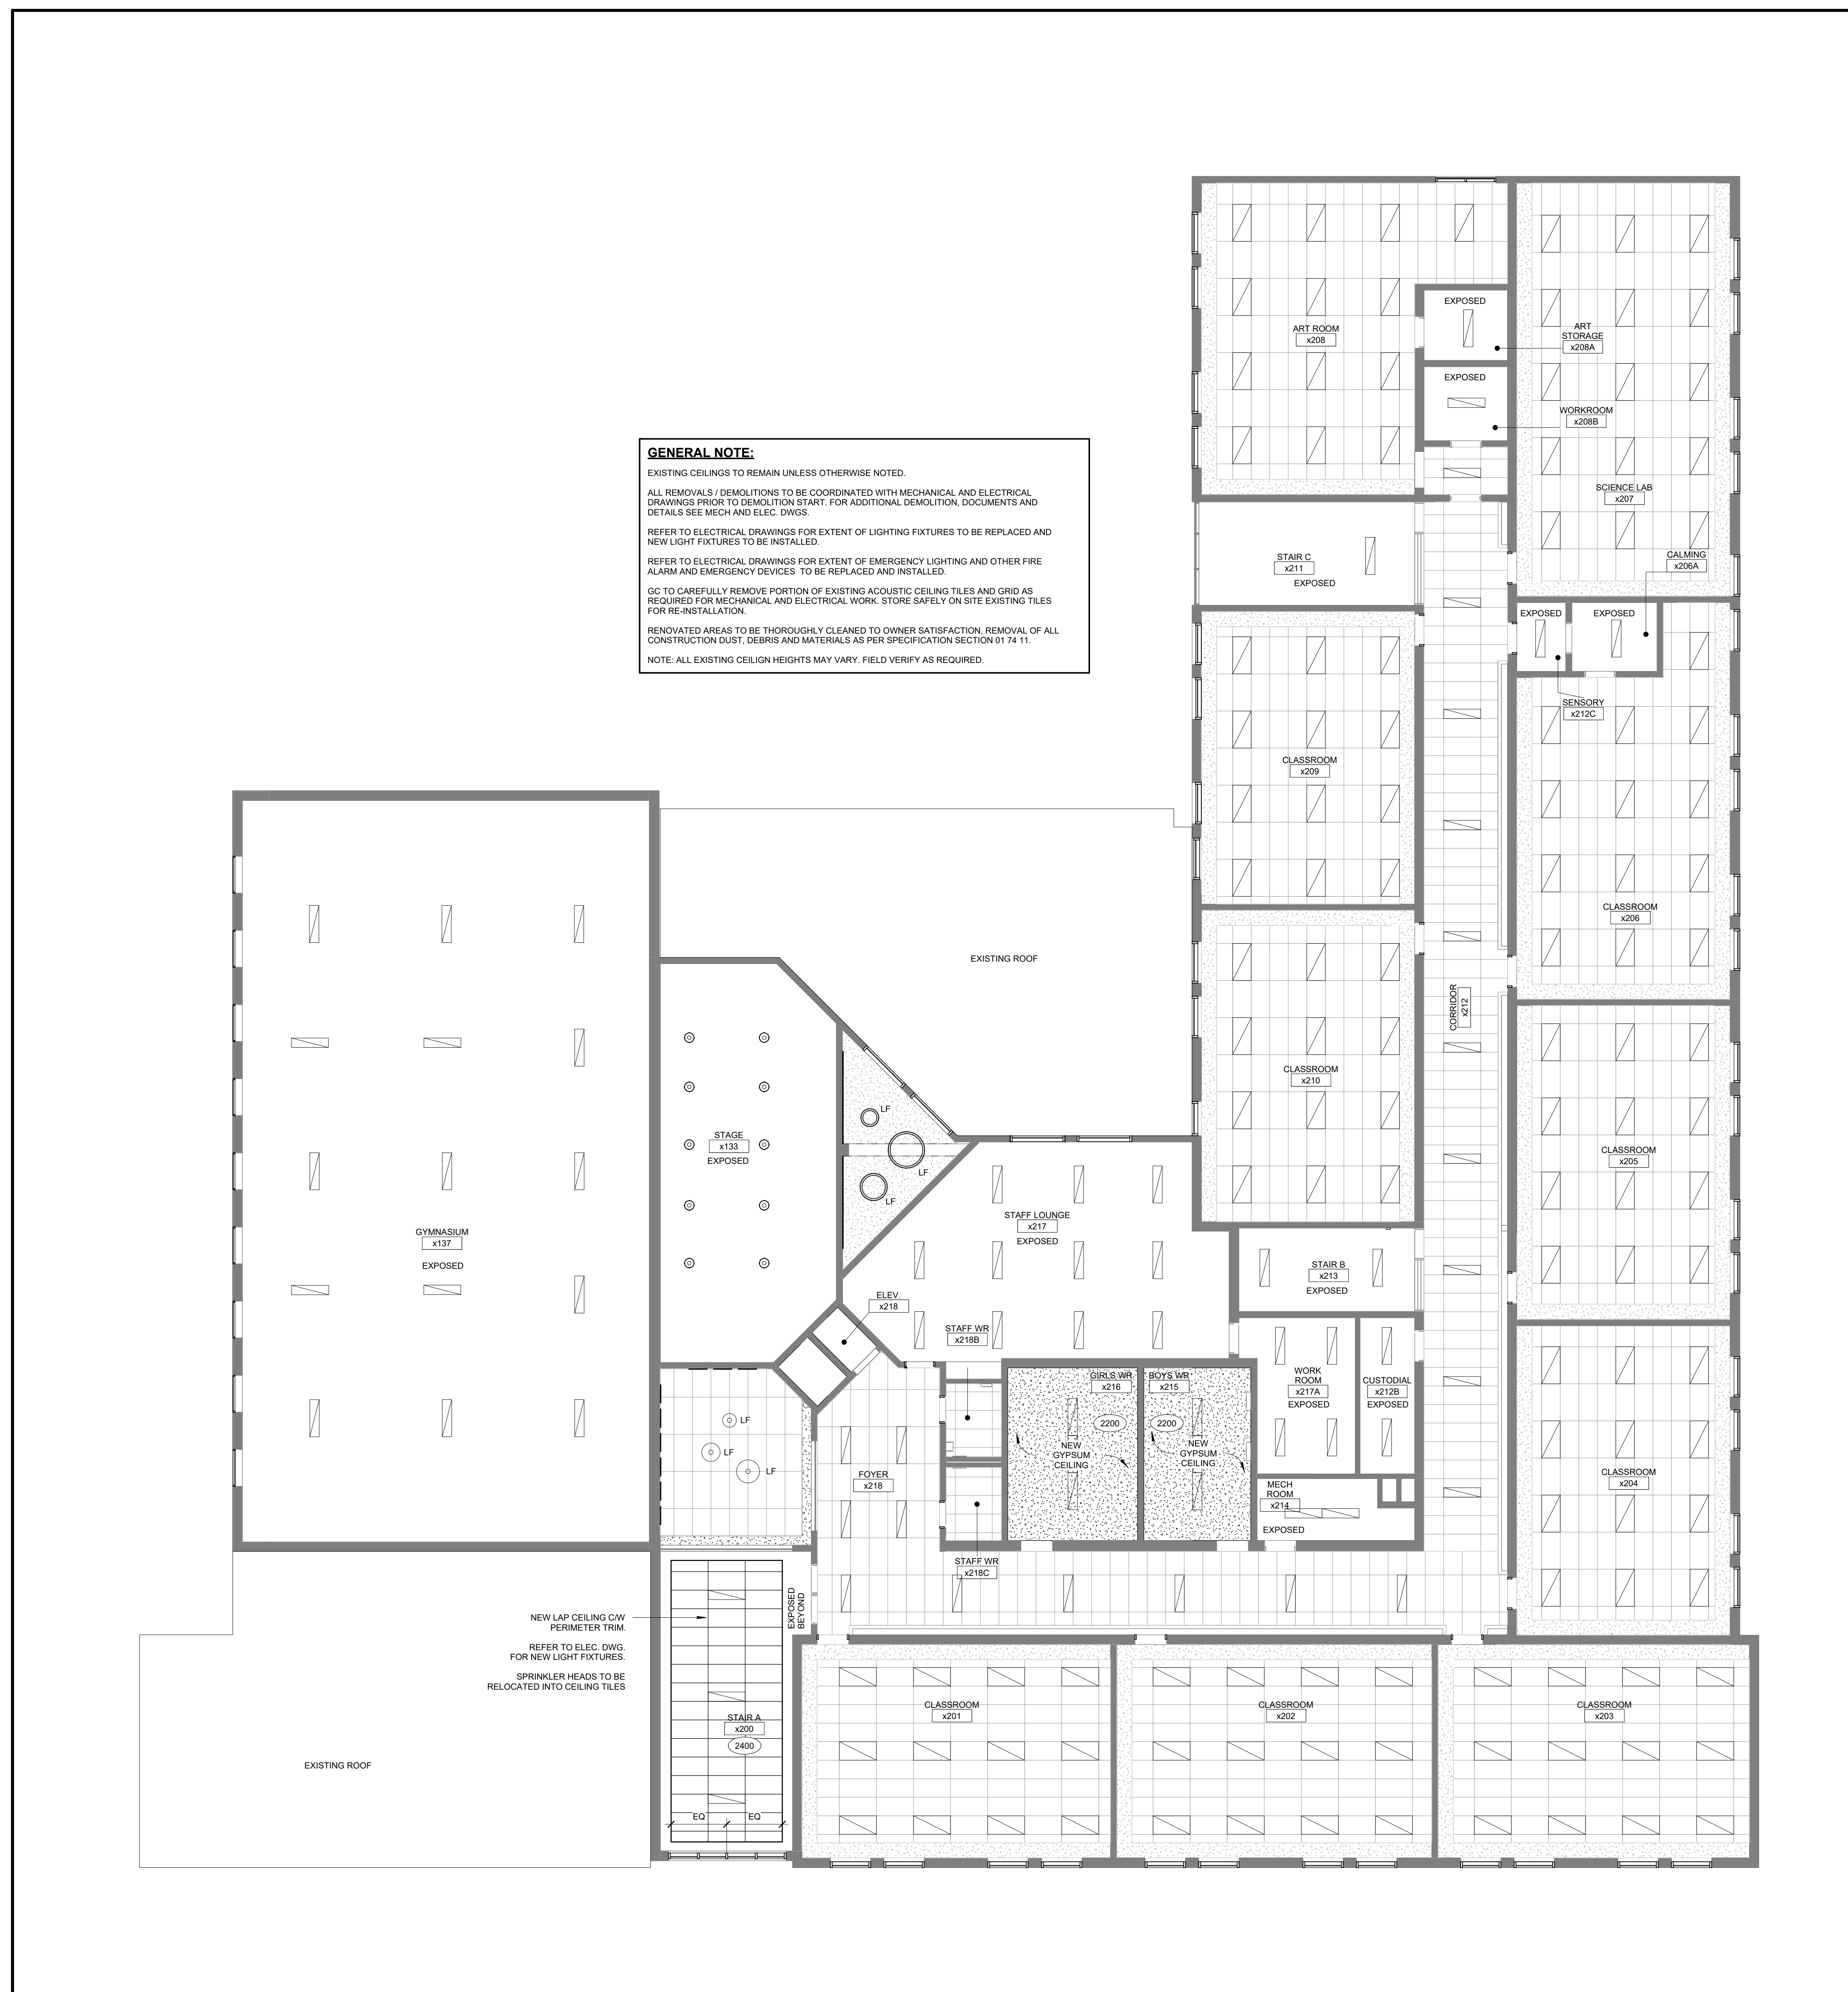 GENERAL NOTE:
EXISTING CEILINGS TO REMAIN UNLESS OTHERWISE NOTED.
ALL REMOVALS / DEMOLITIONS TO BE COORDINATED WITH MECHANICAL AND ELECTRICAL
DRAWINGS PRIOR TO DEMOLITION START. FOR ADDITIONAL DEMOLITION, DOCUMENTS AND
DETAILS SEE MECH AND ELEC. DWGS.
REFER TO ELECTRICAL DRAWINGS FOR EXTENT OF LIGHTING FIXTURES TO BE REPLACED AND
NEW LIGHT FIXTURES TO BE INSTALLED.
REFER TO ELECTRICAL DRAWINGS FOR EXTENT OF EMERGENCY LIGHTING AND OTHER FIRE
ALARM AND EMERGENCY DEVICES TO BE REPLACED AND INSTALLED.
GC TO CAREFULLY REMOVE PORTION OF EXISTING ACOUSTIC CEILING TILES AND GRID AS
REQUIRED FOR MECHANICAL AND ELECTRICAL WORK. STORE SAFELY ON SITE EXISTING TILES
FOR RE-INSTALLATION.
RENOVATED AREAS TO BE THOROUGHLY CLEANED TO OWNER SATISFACTION, REMOVAL OF ALL
CONSTRUCTION DUST, DEBRIS AND MATERIALS AS PER SPECIFICATION SECTION 01 74 11.
NOTE: ALL EXISTING CEILIGN HEIGHTS MAY VARY. FIELD VERIFY AS REQUIRED.
ART ROOM
x208
EXPOSED
ART
STORAGE
x208A
EXPOSED
WORKROOM
x208B
SCIENCE LAB
x207
STAIR C
x211
EXPOSED
CALMING
x206A
EXPOSED
EXPOSED
SENSORY
x212C
CLASSROOM
x209
CLASSROOM
x206
EXISTING ROOF
CORRIDOR
x212
CLASSROOM
x210
CLASSROOM
x205
STAGE
x133
EXPOSED
LF
LF
LF
STAFF LOUNGE
x217
EXPOSED
GYMNASIUM
x137
EXPOSED
STAIR B
x213
EXPOSED
ELEV.
x218
STAFF WR
x218B
GIRLS WR
x216
2200
NEW
GYPSUM
CEILING
BOYS WR
x215
2200
NEW
GYPSUM
CEILING
WORK
ROOM
x217A
EXPOSED
CUSTODIAL
x212B
EXPOSED
LF
LF
LF
FOYER
x218
MECH
ROOM
x214
EXPOSED
CLASSROOM
x204
STAFF WR
x218C
EXPOSED
BEYOND
NEW LAP CEILING C/W
PERIMETER TRIM.
REFER TO ELEC. DWG.
FOR NEW LIGHT FIXTURES.
SPRINKLER HEADS TO BE
RELOCATED INTO CEILING TILES
STAIR A
x200
2400
EQ
EQ
EXISTING ROOF
CLASSROOM
x201
CLASSROOM
x202
CLASSROOM
x203